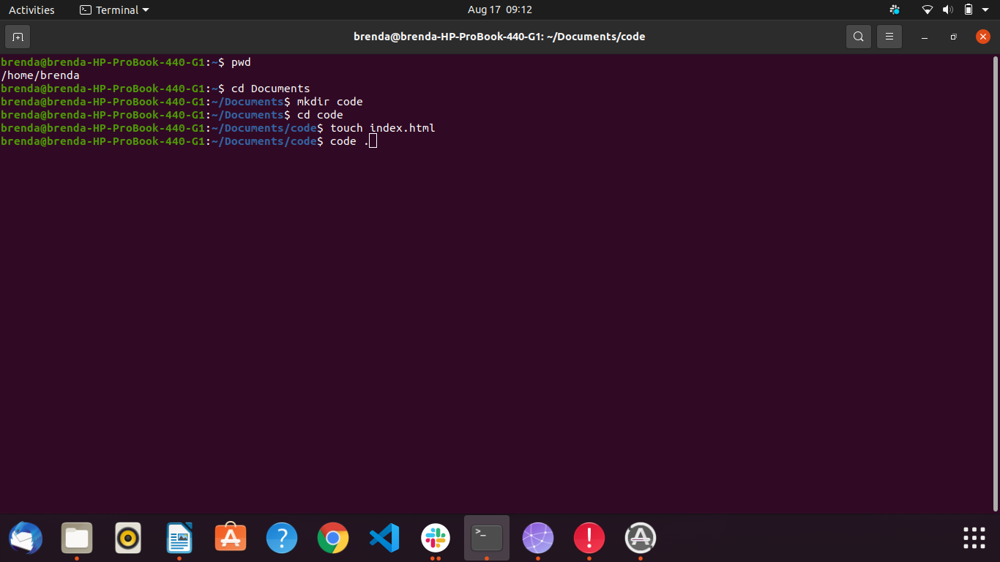 Activities Terminal Aug 17 09:12
brenda@brenda-HP-ProBook-440-G1: ~/Documents/code
brenda@brenda-HP-ProBook-440-G1:~$ pwd
/home/brenda
brenda@brenda-HP-ProBook-440-G1:~$ cd Documents
brenda@brenda-HP-ProBook-440-G1:~/Documents$ mkdir code
brenda@brenda-HP-ProBook-440-G1:~/Documents$ cd code
brenda@brenda-HP-ProBook-440-G1:~/Documents/code$ touch index.html
brenda@brenda-HP-ProBook-440-G1:~/Documents/code$ code .